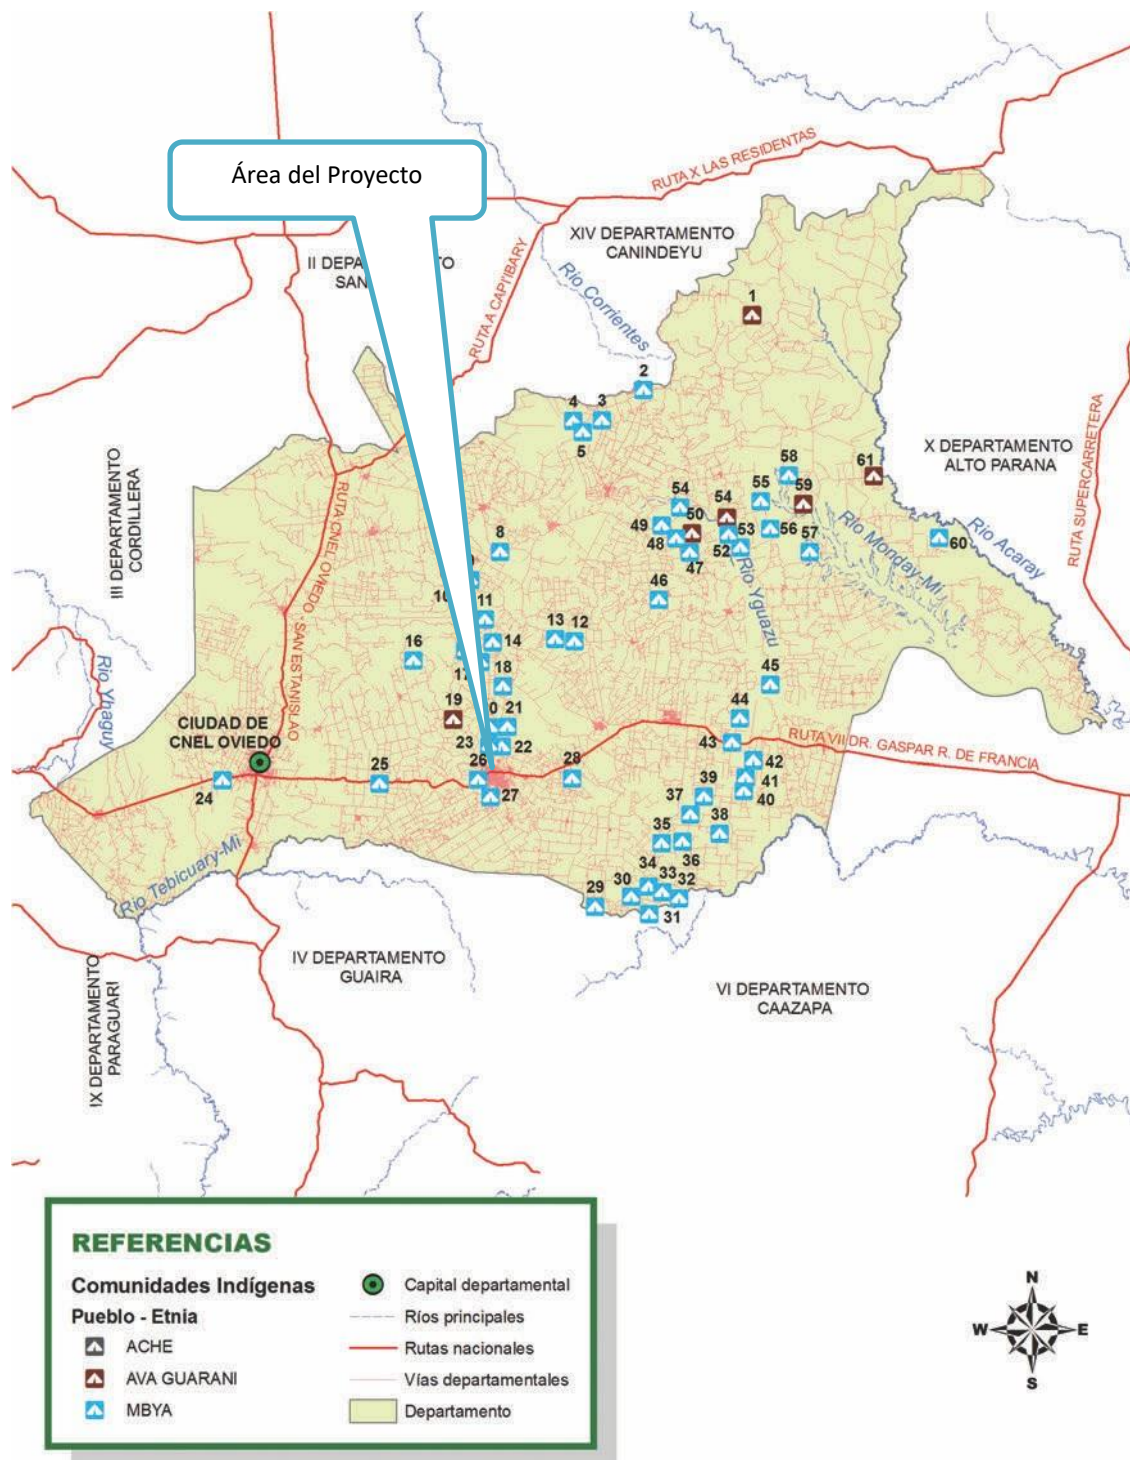 Área del Proyecto
RUTA X LAS RESIDENTAS
XIV DEPARTAMENTO
CANINDEYU
II DEPA
TO
SAN
RUTA A CAPI'IBARY
Rio Corrientes
1
2
3
4
5
X DEPARTAMENTO
ALTO PARANA
RUTA SUPERCARRETERA
III DEPARTAMENTO
CORDILLERA
RUTA CNEL OVIEDO - SAN ESTANISLAO
58
61
55
59
54
54
49
50
56
8
48
53
57
52
47
60
Rio Acaray
Rio Monday-Mi
Rio Yguazu
46
10
11
13
12
14
16
17
18
45
Rio Yhaguy
19
0
21
44
CIUDAD DE
CNEL OVIEDO
23
22
43
RUTA VII DR. GASPAR R. DE FRANCIA
42
24
25
26
28
41
27
39
40
37
38
35
36
34
33
32
30
29
31
Rio Tebicuary-Mi
IV DEPARTAMENTO
GUAIRA
IX DEPARTAMENTO
PARAGUARI
VI DEPARTAMENTO
CAAZAPA
REFERENCIAS
Comunidades Indígenas
Pueblo - Etnia
ACHE
AVA GUARANI
MBYA
Capital departamental
Ríos principales
Rutas nacionales
Vías departamentales
Departamento
N
W
E
S